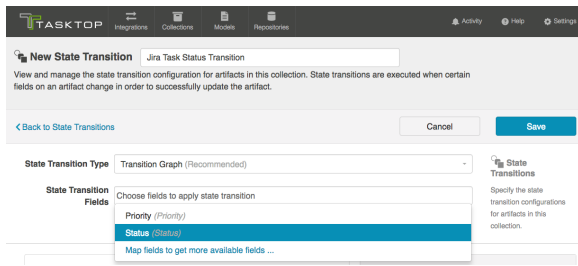 TASKTOP
Integrations Collections Models Repositories
Activity Help Settings
New State Transition Jira Task Status Transition
View and manage the state transition configuration for artifacts in this collection. State transitions are executed when certain
fields on an artifact change in order to successfully update the artifact.
Back to State Transitions Cancel Save
State Transition Type Transition Graph (Recommended)
State Transition Fields
Choose fields to apply state transition
Priority (Priority)
Status (Status)
Map fields to get more available fields ...
State
Transitions
Specify the state
transition configurations
for artifacts in this
collection.